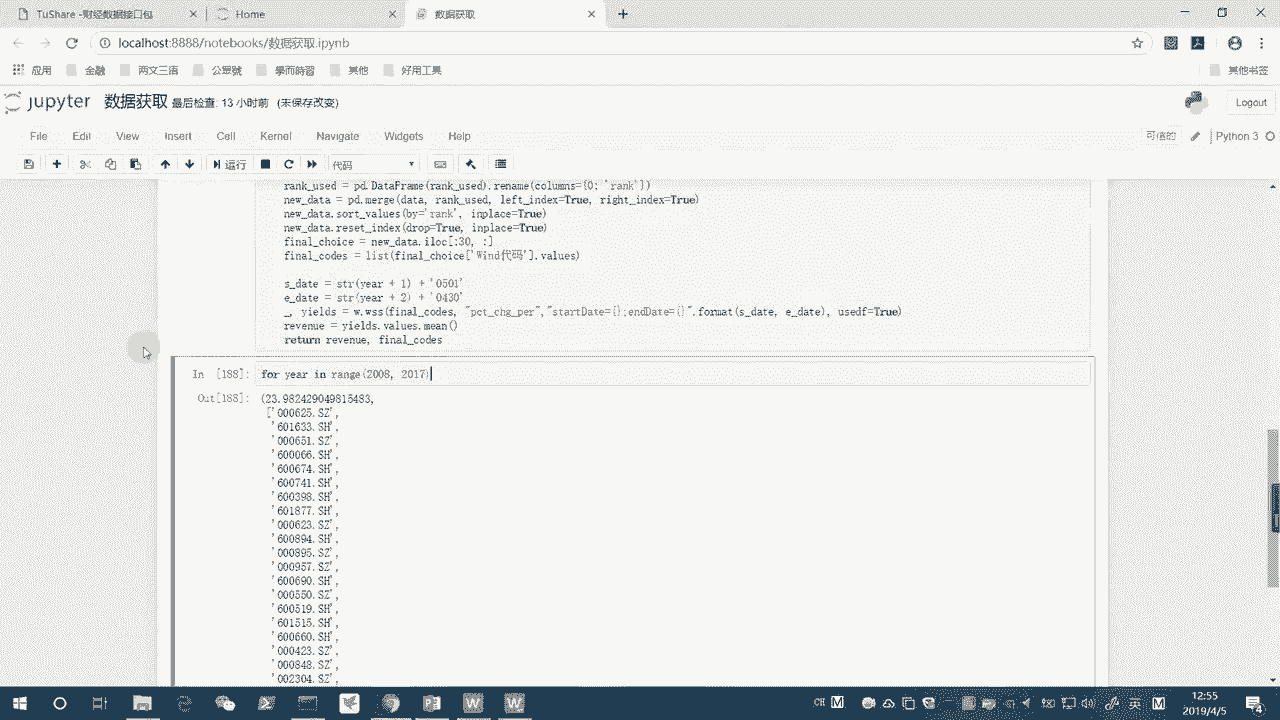 TuShare -财经数据接口包
Home
数据获取
localhost:8888/notebooks/数据获取.ipynb
应用 金融 两文三语 公眾號 學而時習 其他 好用工具 其他书签
jupyter 数据获取 最后检查: 13 小时前 (未保存改变) Logout
File Edit View Insert Cell Kernel Navigate Widgets Help 可信的 Python 3
运行 代码
rank_used = pd.DataFrame(rank_used).rename(columns={0: 'rank'})
new_data = pd.merge(data, rank_used, left_index=True, right_index=True)
new_data.sort_values(by='rank', inplace=True)
new_data.reset_index(drop=True, inplace=True)
final_choice = new_data.iloc[:30, :]
final_codes = list(final_choice['Wind代码'].values)
s_date = str(year + 1) + '0501'
e_date = str(year + 2) + '0430'
_, yields = w.wss(final_codes, "pct_chg_per","startDate={};endDate={}".format(s_date, e_date), usedf=True)
revenue = yields.values.mean()
return revenue, final_codes
In [188]: for year in range(2008, 2017)
Out[188]: (23.982429049815483,
['000625.SZ',
'601633.SH',
'000651.SZ',
'600066.SH',
'600674.SH',
'600741.SH',
'600398.SH',
'601877.SH',
'000623.SZ',
'600894.SH',
'000895.SZ',
'000957.SZ',
'600690.SH',
'000550.SZ',
'600519.SH',
'601515.SH',
'600660.SH',
'000423.SZ',
'000848.SZ',
'002304.SZ',
CH M 英 M 12:55
2019/4/5